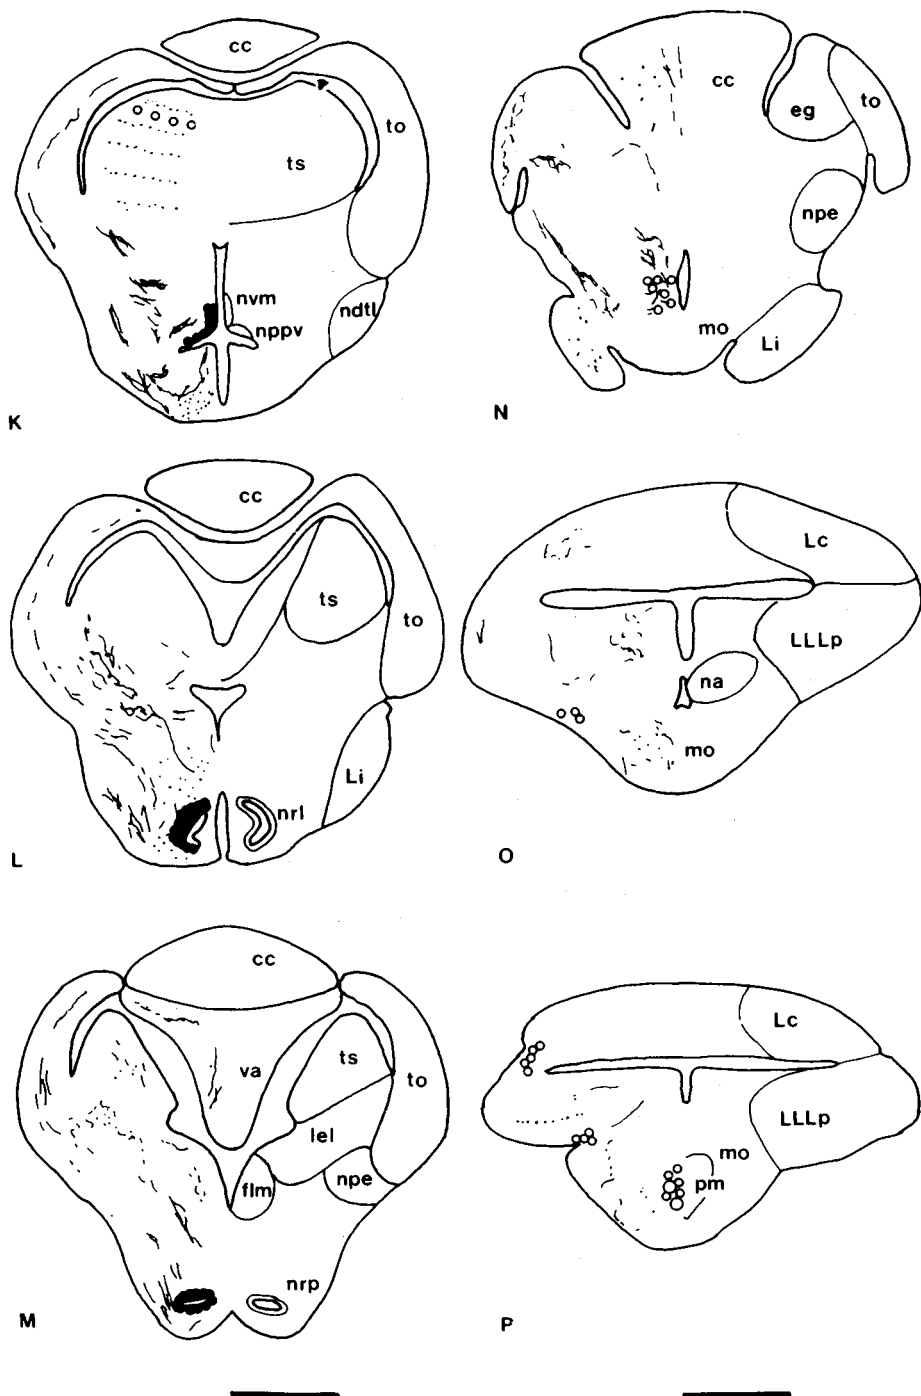 cc
to
ts
nvm
ndtl
nppv
K
cc
eg
to
npe
mo
Li
N
cc
ts
to
Li
nrl
L
Lc
LLLp
na
mo
O
cc
va
ts
to
lel
flm
npe
nrp
M
Lc
LLLp
mo
pm
P